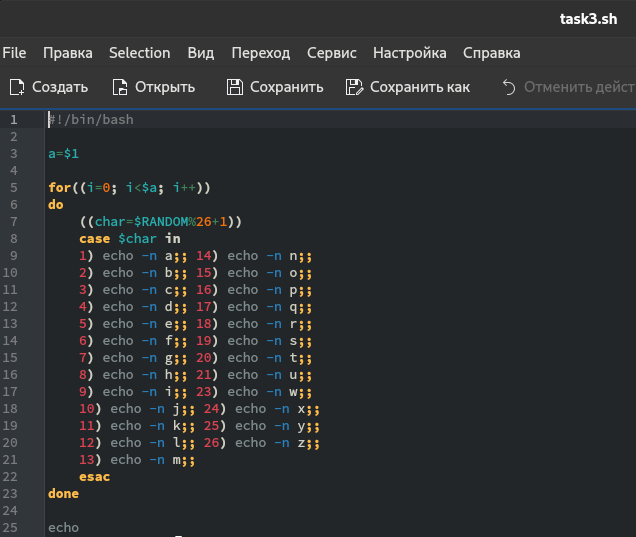 task3.sh
File Правка Selection Вид Переход Сервис Настройка Справка
Создать Открыть Сохранить Сохранить как Отменить дейст
1 #!/bin/bash
2
3 a=$1
4
5 for((i=0; i<$a; i++))
6 do
7 ((char=$RANDOM%26+1))
8 case $char in
9 1) echo -n a;; 14) echo -n n;;
10 2) echo -n b;; 15) echo -n o;;
11 3) echo -n c;; 16) echo -n p;;
12 4) echo -n d;; 17) echo -n q;;
13 5) echo -n e;; 18) echo -n r;;
14 6) echo -n f;; 19) echo -n s;;
15 7) echo -n g;; 20) echo -n t;;
16 8) echo -n h;; 21) echo -n u;;
17 9) echo -n i;; 23) echo -n w;;
18 10) echo -n j;; 24) echo -n x;;
19 11) echo -n k;; 25) echo -n y;;
20 12) echo -n l;; 26) echo -n z;;
21 13) echo -n m;;
22 esac
23 done
24
25 echo